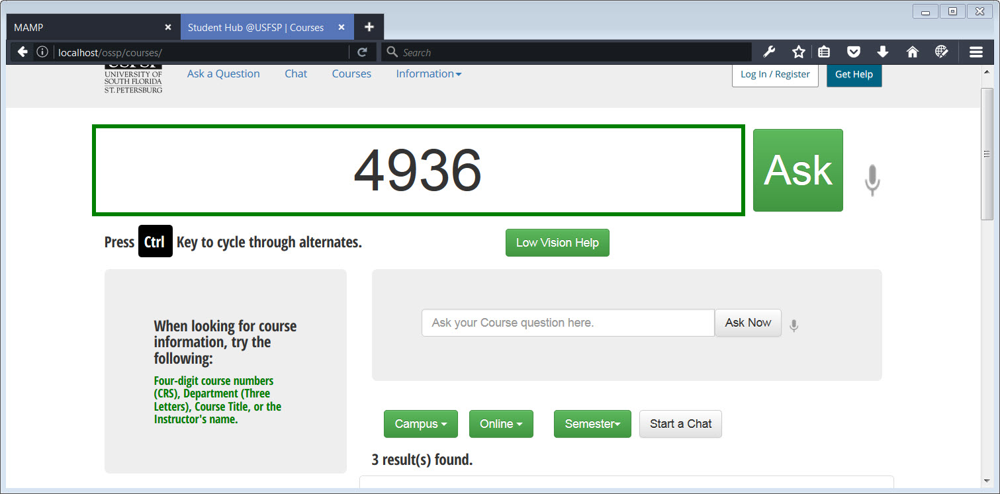 MAMP
Student Hub @USFSP | Courses
localhost/ossp/courses/
Search
USFSP
UNIVERSITY OF
SOUTH FLORIDA
ST. PETERSBURG
Ask a Question
Chat
Courses
Information
Log In / Register
Get Help
4936
Ask
Press Ctrl Key to cycle through alternates.
Low Vision Help
When looking for course
information, try the
following:
Four-digit course numbers
(CRS), Department (Three
Letters), Course Title, or the
Instructor's name.
Ask your Course question here.
Ask Now
Campus
Online
Semester
Start a Chat
3 result(s) found.